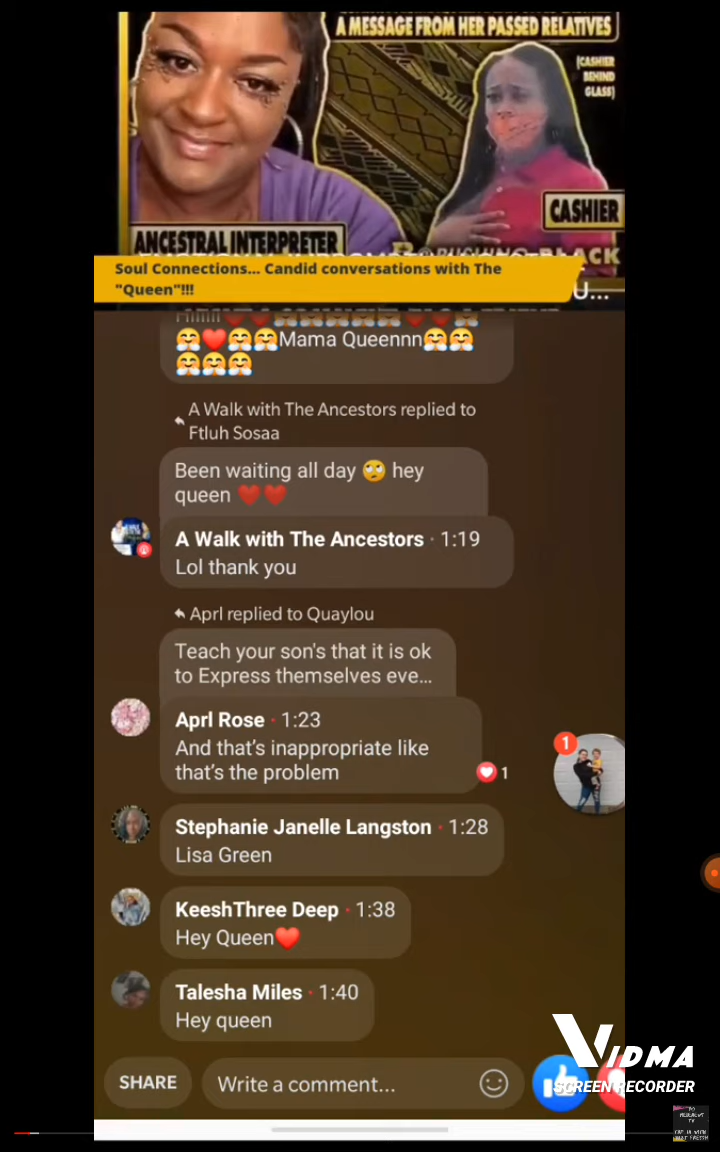 A MESSAGE FROM HER PASSED RELATIVES
(CASHIER
BEHIND
GLASS)
CASHIER
ANCESTRAL INTERPRETER
Soul Connections... Candid conversations with The
"Queen"!!!
U...
🤗❤️🤗🤗Mama Queennn🤗🤗
🤗🤗🤗
A Walk with The Ancestors replied to
Ftluh Sosaa
Been waiting all day 🙄 hey
queen ❤️❤️
A Walk with The Ancestors · 1:19
Lol thank you
Aprl replied to Quaylou
Teach your son's that it is ok
to Express themselves eve...
Aprl Rose · 1:23
And that's inappropriate like
that's the problem
1
1
Stephanie Janelle Langston · 1:28
Lisa Green
KeeshThree Deep · 1:38
Hey Queen❤️
Talesha Miles · 1:40
Hey queen
VIDMA
SCREEN RECORDER
SHARE
Write a comment...